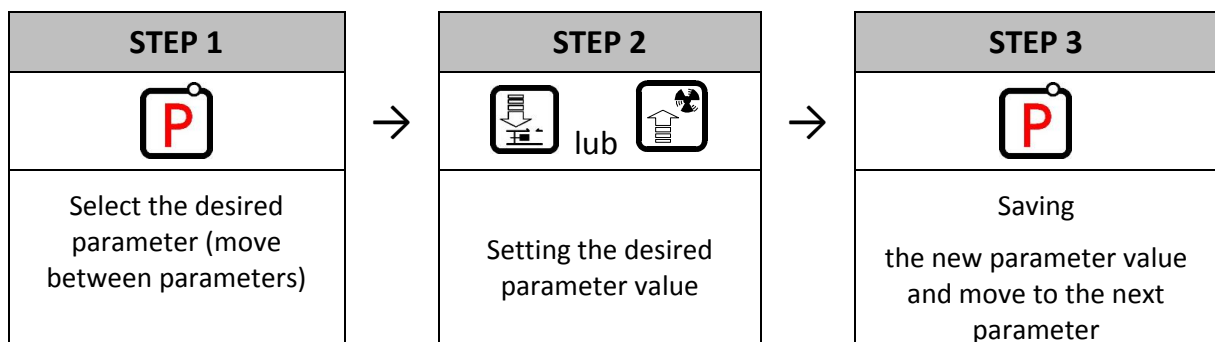 STEP 1
P
Select the desired
parameter (move
between parameters)
→
STEP 2
lub
Setting the desired
parameter value
→
STEP 3
P
Saving
the new parameter value
and move to the next
parameter